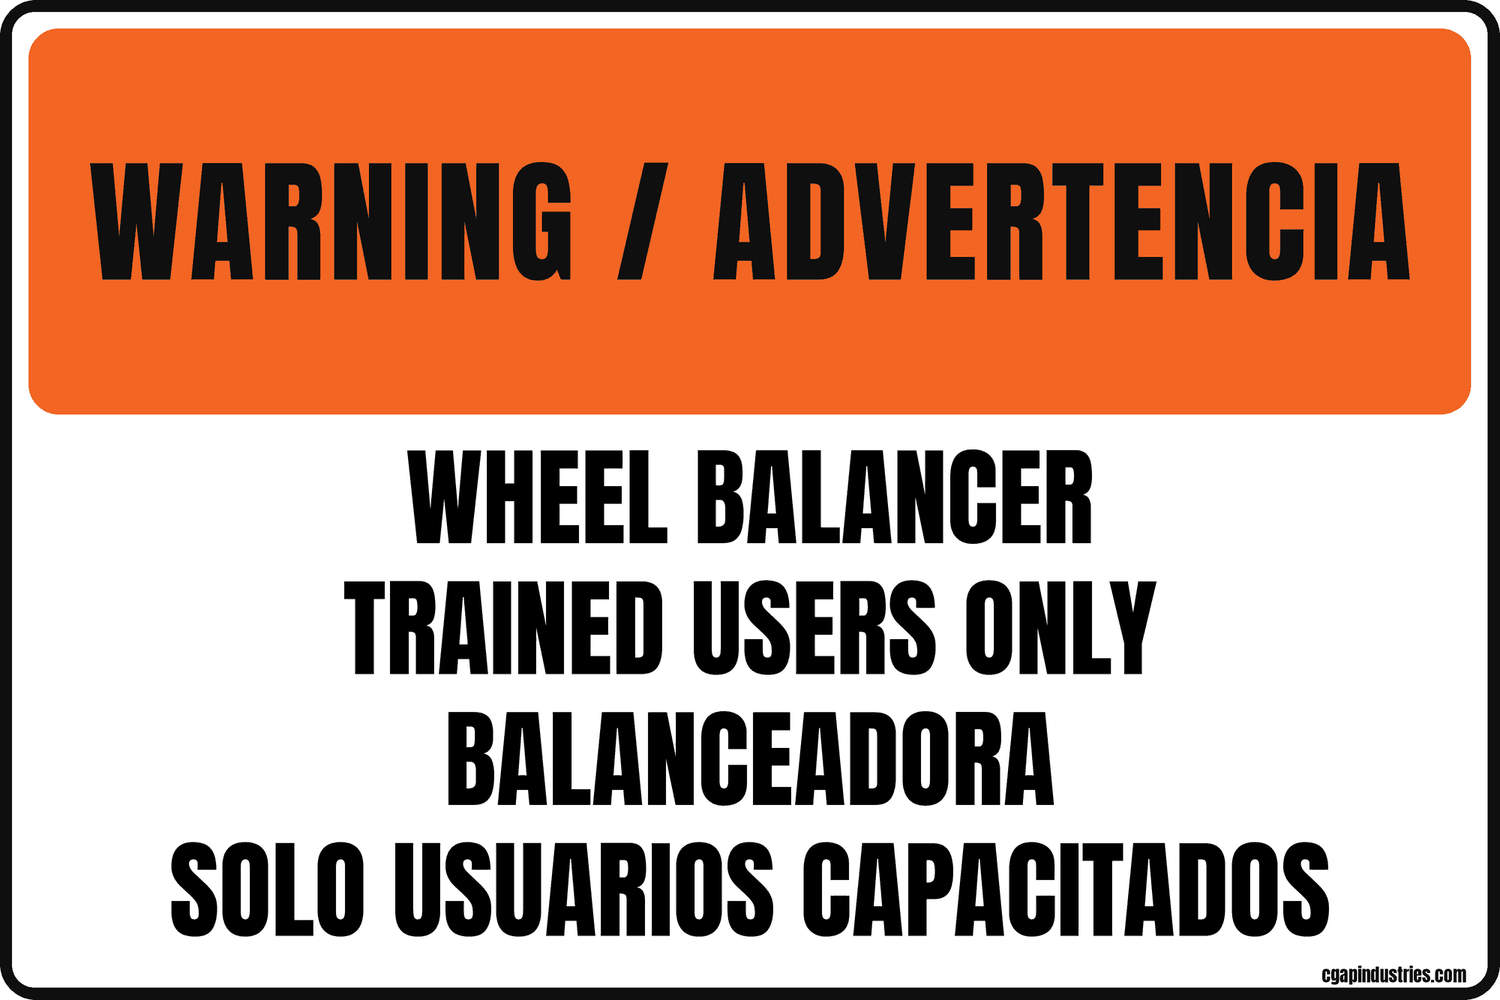 WARNING / ADVERTENCIA
WHEEL BALANCER
TRAINED USERS ONLY
BALANCEADORA
SOLO USUARIOS CAPACITADOS
cgapindustries.com